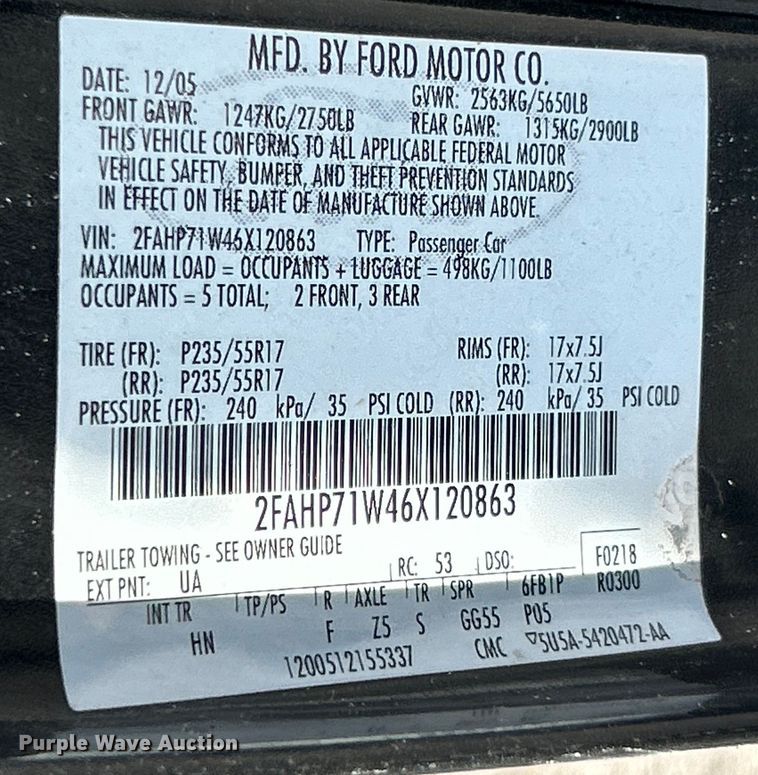 MFD. BY FORD MOTOR CO.
DATE: 12/05 GVWR: 2563KG/5650LB
FRONT GAWR: 1247KG/2750LB REAR GAWR: 1315KG/2900LB
THIS VEHICLE CONFORMS TO ALL APPLICABLE FEDERAL MOTOR
VEHICLE SAFETY, BUMPER, AND THEFT PREVENTION STANDARDS
IN EFFECT ON THE DATE OF MANUFACTURE SHOWN ABOVE.
VIN: 2FAHP71W46X120863 TYPE: Passenger Car
MAXIMUM LOAD = OCCUPANTS + LUGGAGE = 498KG/1100LB
OCCUPANTS = 5 TOTAL; 2 FRONT, 3 REAR
TIRE (FR): P235/55R17 RIMS (FR): 17x7.5J
(RR): P235/55R17 (RR): 17x7.5J
PRESSURE (FR): 240 kPa/ 35 PSI COLD (RR): 240 kPa/ 35 PSI COLD
2FAHP71W46X120863
TRAILER TOWING - SEE OWNER GUIDE
EXT PNT: UA RC: 53 DSO: F0218
INT TR TP/PS R AXLE TR SPR 6FB1P R0300
HN F Z5 S GG55 P05
1200512155337 CMC ▽5U5A-5420472-AA
Purple Wave Auction